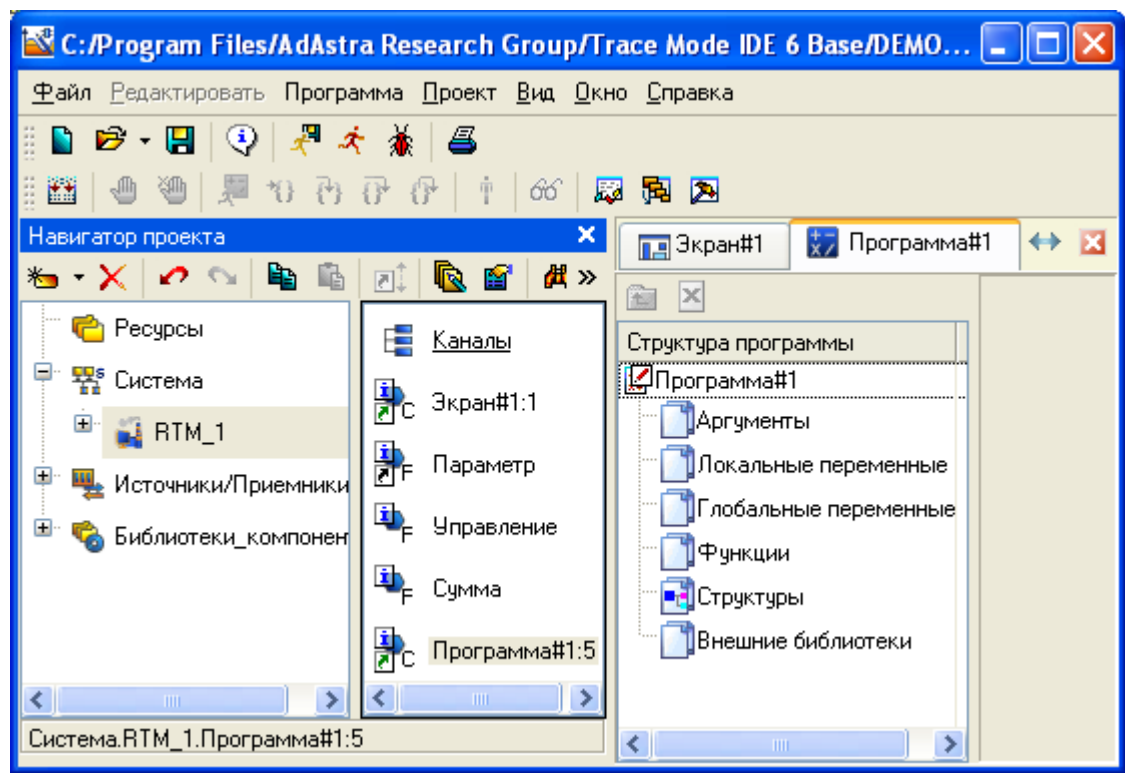 C:/Program Files/AdAstra Research Group/Trace Mode IDE 6 Base/DEMO...
Файл Редактировать Программа Проект Вид Окно Справка
Навигатор проекта
Экран#1 Программа#1
Ресурсы
Система
RTM_1
Источники/Приемники
Библиотеки_компонен
Каналы
Экран#1:1
Параметр
Управление
Сумма
Программа#1:5
Структура программы
Программа#1
Аргументы
Локальные переменные
Глобальные переменные
Функции
Структуры
Внешние библиотеки
Система.RTM_1.Программа#1:5